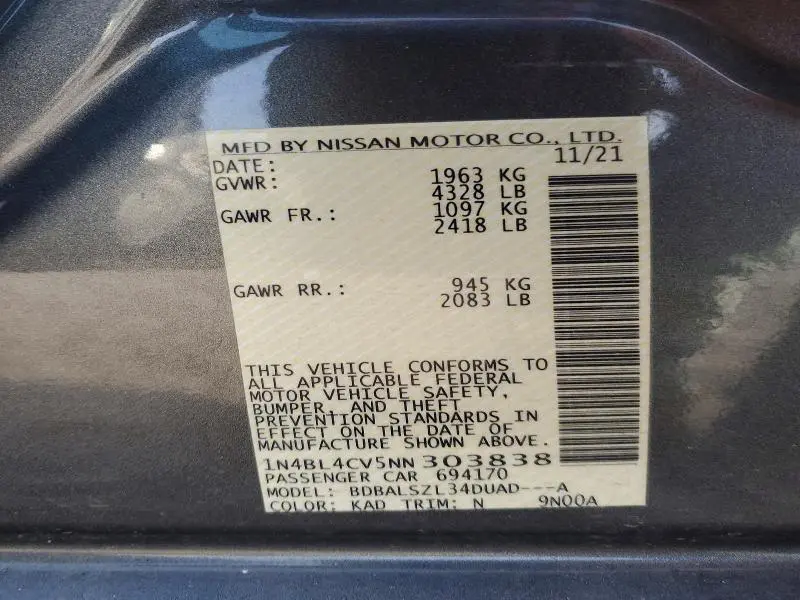 MFD BY NISSAN MOTOR CO., LTD.
DATE: 11/21
GVWR: 1963 KG
4328 LB
GAWR FR.: 1097 KG
2418 LB
GAWR RR.: 945 KG
2083 LB
THIS VEHICLE CONFORMS TO
ALL APPLICABLE FEDERAL
MOTOR VEHICLE SAFETY,
BUMPER, AND THEFT
PREVENTION STANDARDS IN
EFFECT ON THE DATE OF
MANUFACTURE SHOWN ABOVE.
1N4BL4CV5NN303838
PASSENGER CAR 694170
MODEL: BDBALSZL34DUAD---A
COLOR: KAD TRIM: N 9N00A